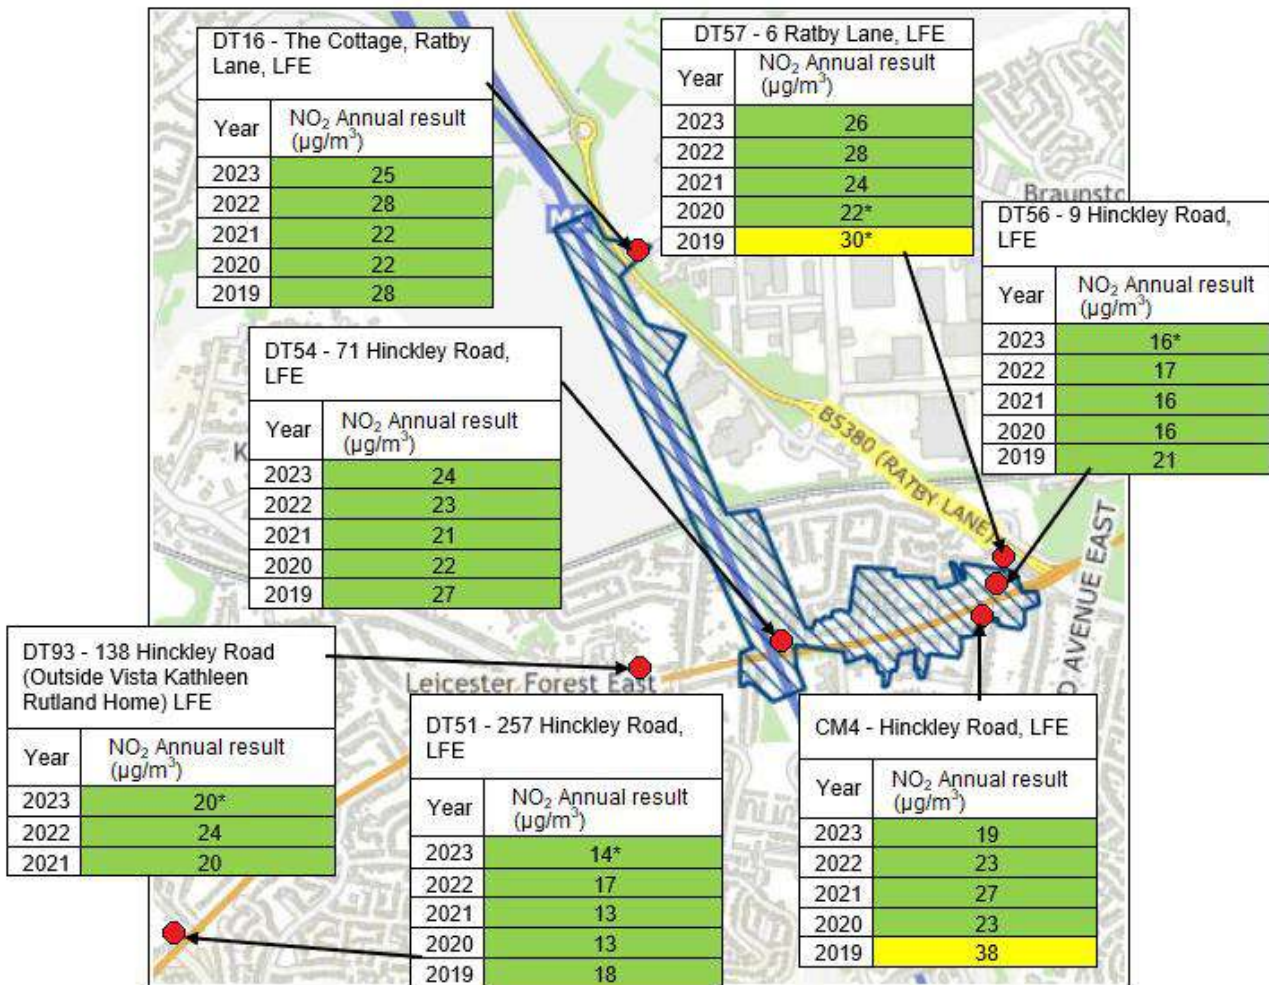 DT16 - The Cottage, Ratby
Lane, LFE
Year NO₂ Annual result
(µg/m³)
2023 25
2022 28
2021 22
2020 22
2019 28
DT57 - 6 Ratby Lane, LFE
Year NO₂ Annual result
(µg/m³)
2023 26
2022 28
2021 24
2020 22*
2019 30*
Braunsto
DT56 - 9 Hinckley Road,
LFE
Year NO₂ Annual result
(µg/m³)
2023 16*
2022 17
2021 16
2020 16
2019 21
DT54 - 71 Hinckley Road,
LFE
Year NO₂ Annual result
(µg/m³)
2023 24
2022 23
2021 21
2020 22
2019 27
K
B5380 (RATBY LANE)
D AVENUE EAST
DT93 - 138 Hinckley Road
(Outside Vista Kathleen
Rutland Home) LFE
Year NO₂ Annual result
(µg/m³)
2023 20*
2022 24
2021 20
Leicester Forest East
DT51 - 257 Hinckley Road,
LFE
Year NO₂ Annual result
(µg/m³)
2023 14*
2022 17
2021 13
2020 13
2019 18
CM4 - Hinckley Road, LFE
Year NO₂ Annual result
(µg/m³)
2023 19
2022 23
2021 27
2020 23
2019 38